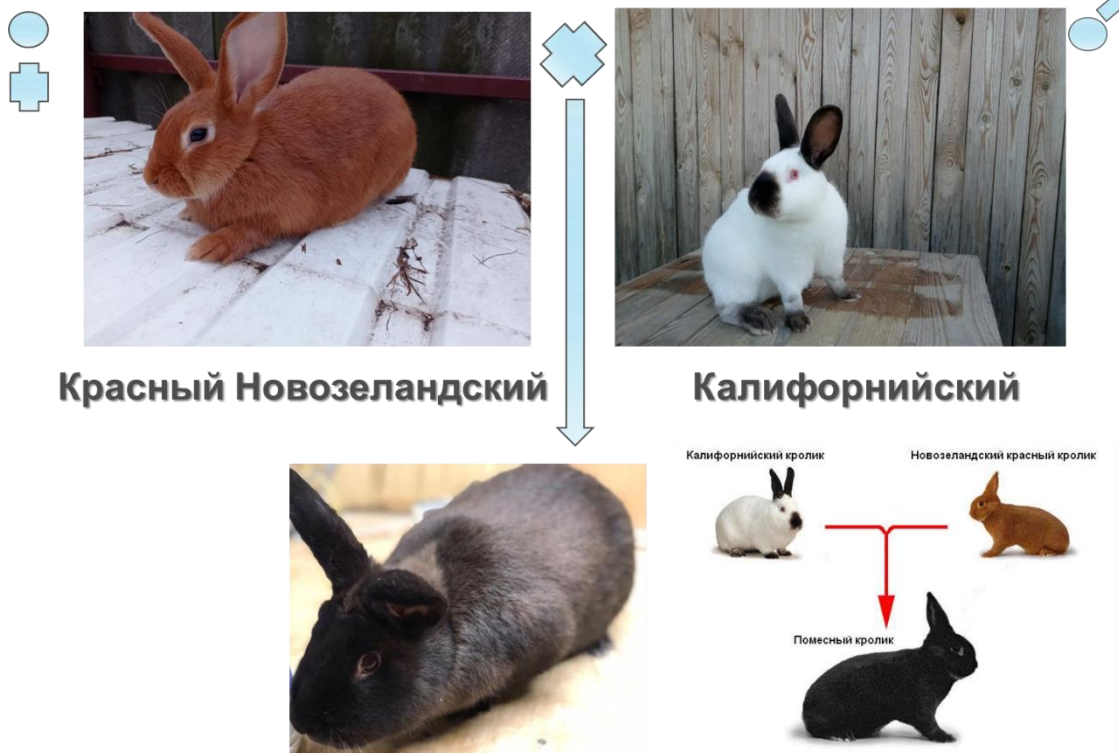 Красный Новозеландский
Калифорнийский
Калифорнийский кролик
Новозеландский красный кролик
Помесный кролик